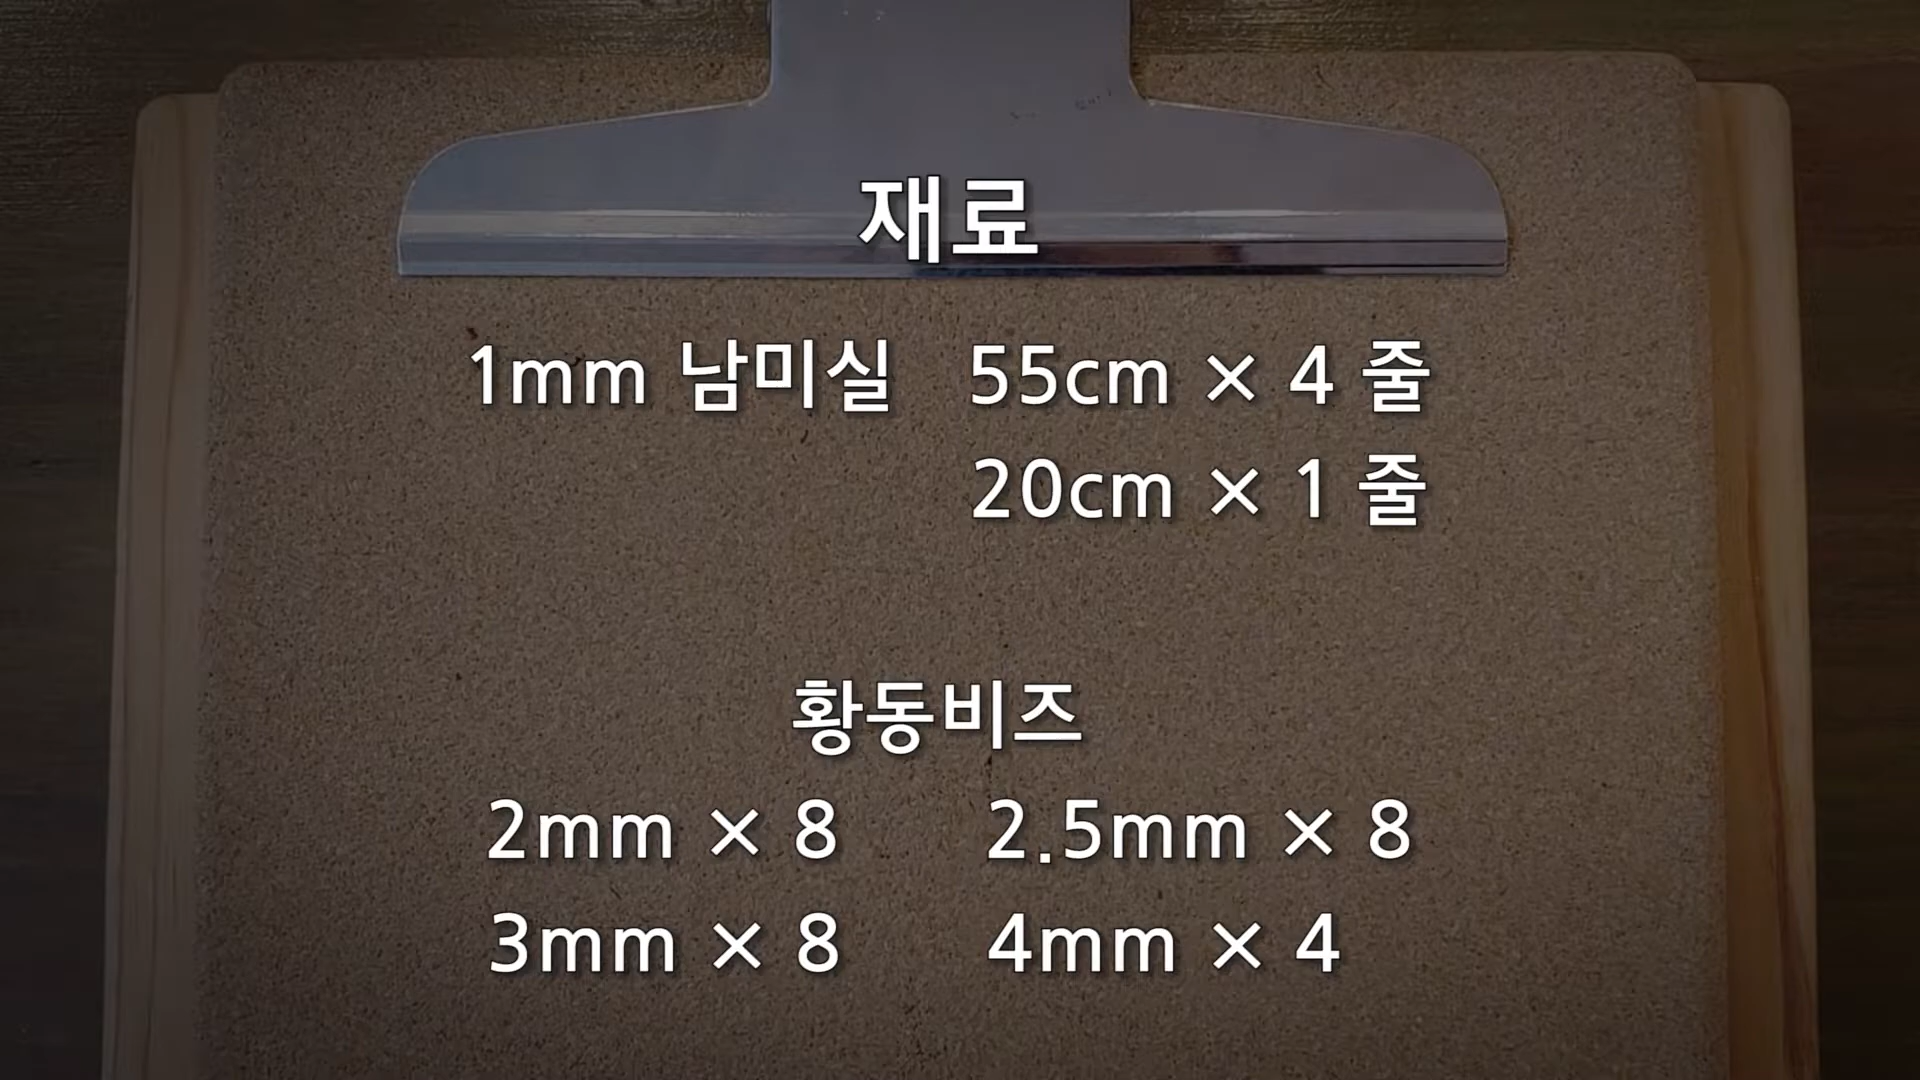 재료
1mm 남미실 55cm × 4 줄
20cm × 1 줄
황동비즈
2mm × 8 2.5mm × 8
3mm × 8 4mm × 4